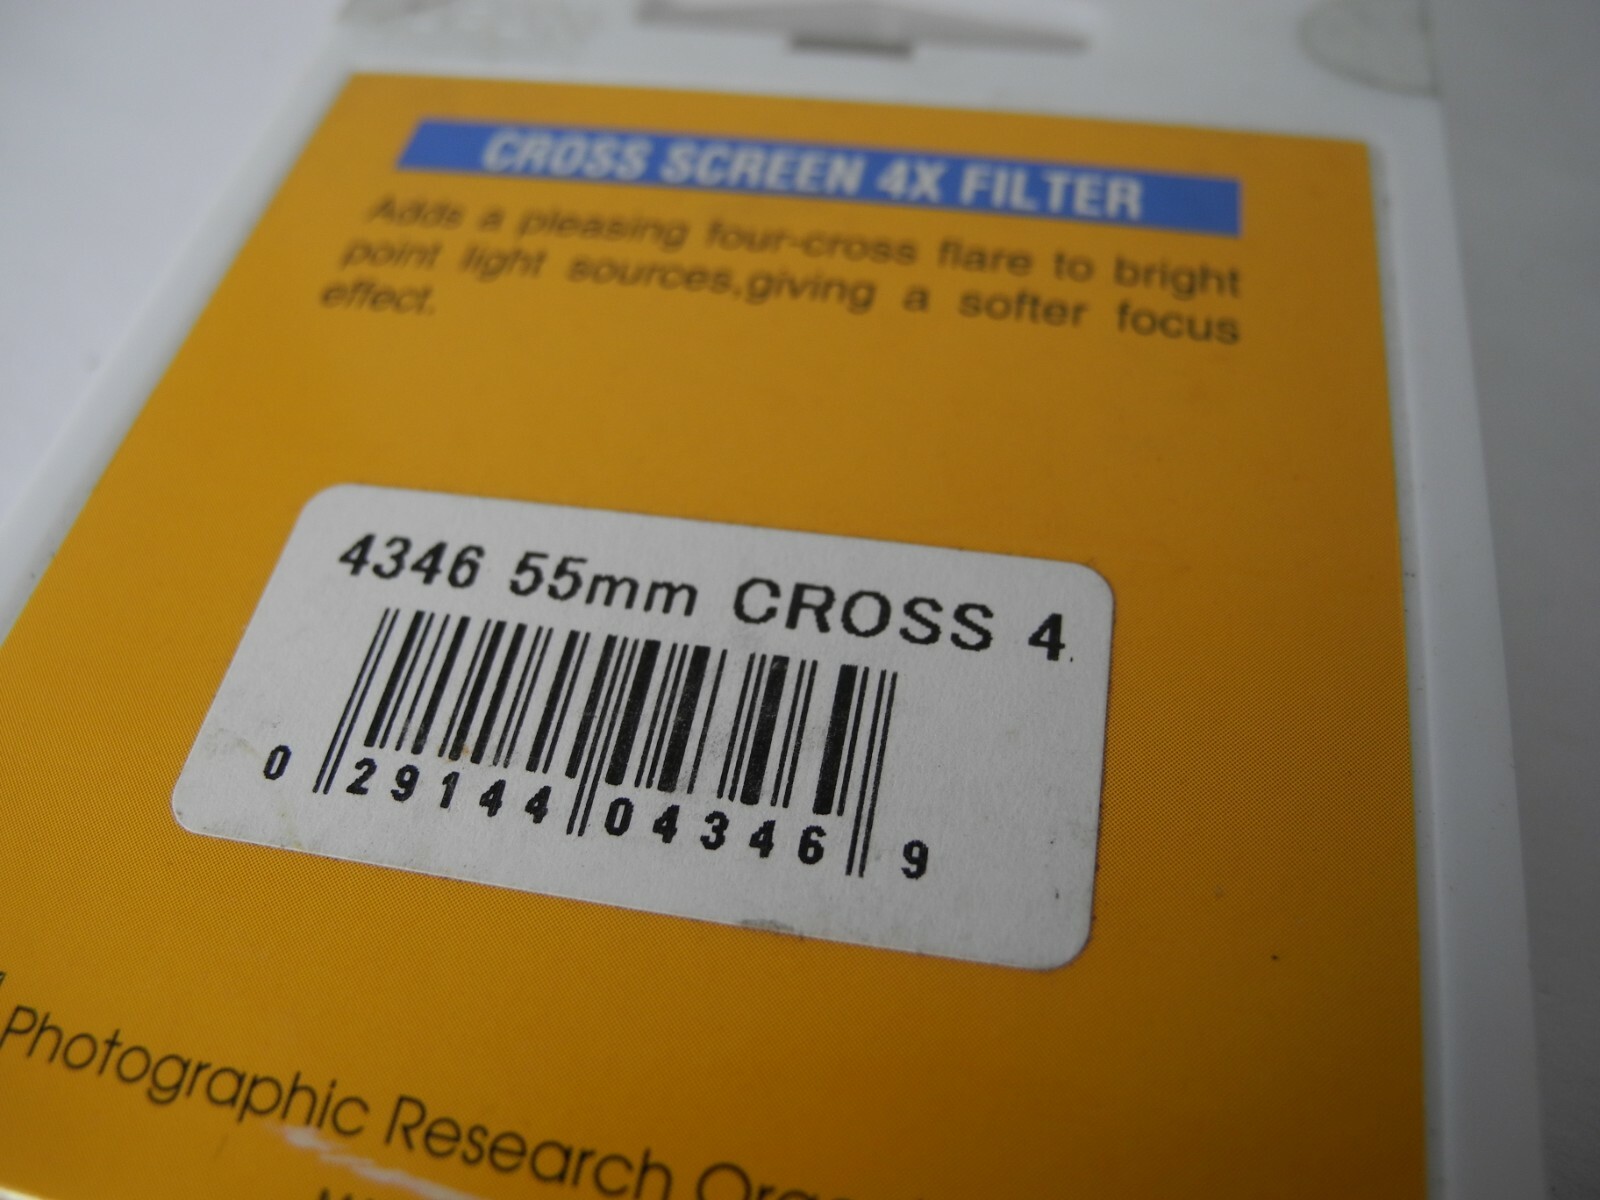 CROSS SCREEN 4X FILTER
Adds a pleasing four-cross flare to bright
point light sources,giving a softer focus
effect.
4346 55mm CROSS 4
0 29144 04346 9
Photographic Research